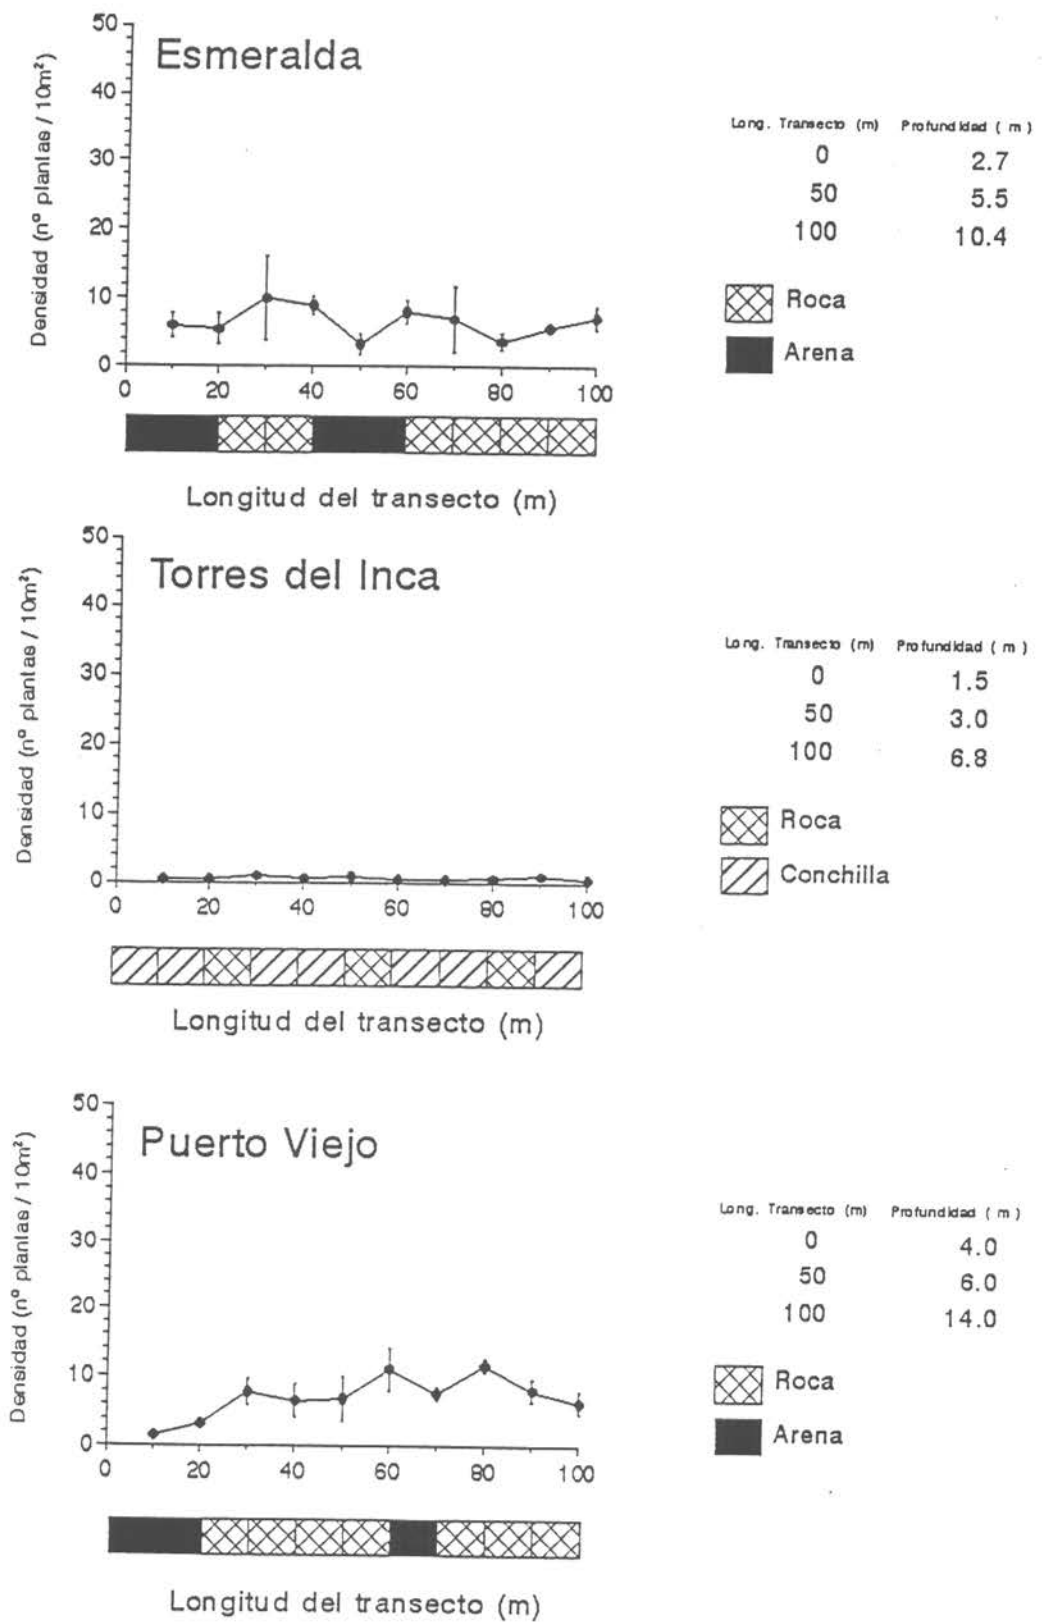 Esmeralda
Densidad (nº plantas / 10m²)
50
40
30
20
10
0
0 20 40 60 80 100
Longitud del transecto (m)
Long. Transecto (m) Profundidad ( m )
0 2.7
50 5.5
100 10.4
Roca
Arena
Torres del Inca
Densidad (nº plantas / 10m²)
50
40
30
20
10
0
0 20 40 60 80 100
Longitud del transecto (m)
Long. Transecto (m) Profundidad ( m )
0 1.5
50 3.0
100 6.8
Roca
Conchilla
Puerto Viejo
Densidad (nº plantas / 10m²)
50
40
30
20
10
0
0 20 40 60 80 100
Longitud del transecto (m)
Long. Transecto (m) Profundidad ( m )
0 4.0
50 6.0
100 14.0
Roca
Arena